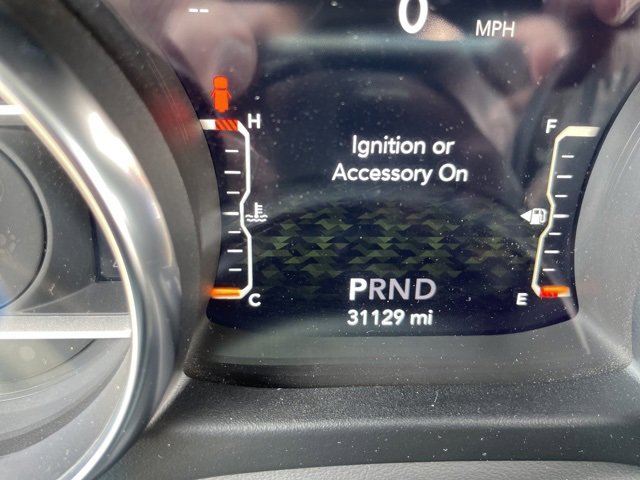 --
0
MPH
H
F
Ignition or
Accessory On
C
E
PRND
31129 mi